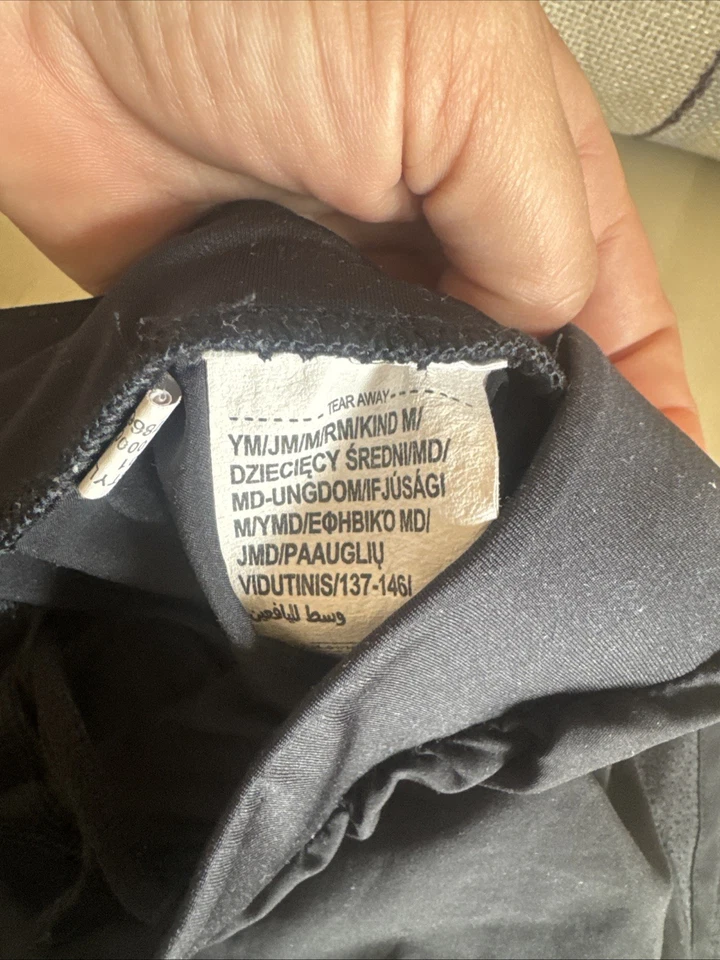 TEAR AWAY
YM/JM/M/RM/KIND M/
DZIECIĘCY ŚREDNI/MD/
MD-UNGDOM/IFJÚSÁGI
M/YMD/ΕΦΗΒΙΚΌ MD/
JMD/PAAUGLIŲ
VIDUTINIS/137-146/
وسط لليافعين